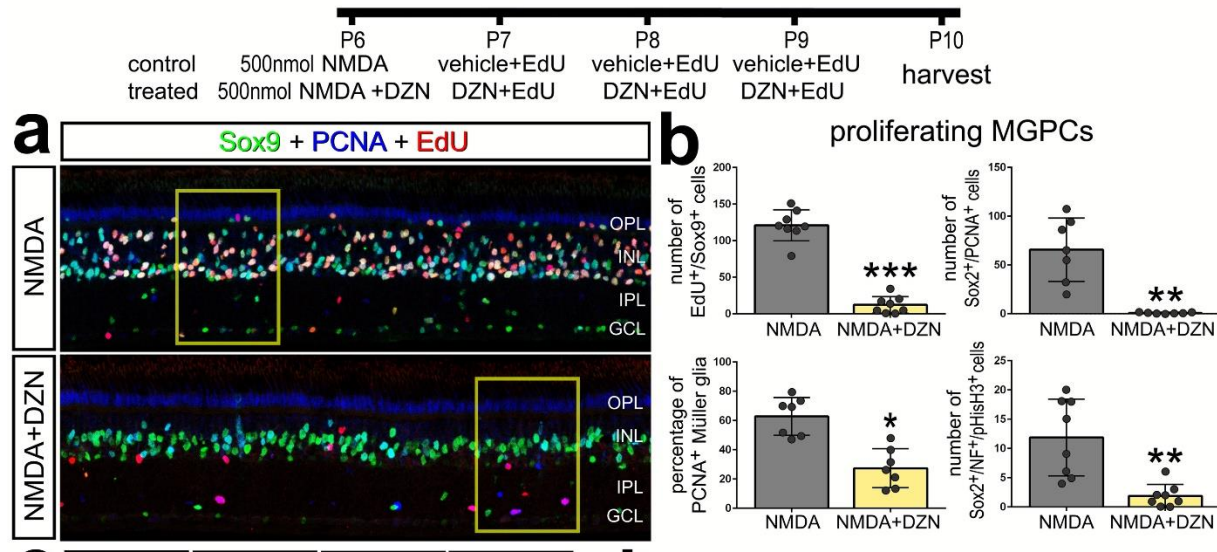 P6 P7 P8 P9 P10
control 500nmol NMDA vehicle+EdU vehicle+EdU vehicle+EdU harvest
treated 500nmol NMDA +DZN DZN+EdU DZN+EdU DZN+EdU
a
Sox9 + PCNA + EdU
NMDA
OPL
INL
IPL
GCL
NMDA+DZN
OPL
INL
IPL
GCL
b
proliferating MGPCs
number of
EdU⁺/Sox9⁺ cells
200
150
100
50
0
***
NMDA NMDA+DZN
number of
Sox2⁺/PCNA⁺ cells
150
100
50
0
**
NMDA NMDA+DZN
percentage of
PCNA⁺ Müller glia
100
80
60
40
20
0
*
NMDA NMDA+DZN
number of
Sox2⁺/NF⁺/pHisH3⁺ cells
25
20
15
10
5
0
**
NMDA NMDA+DZN